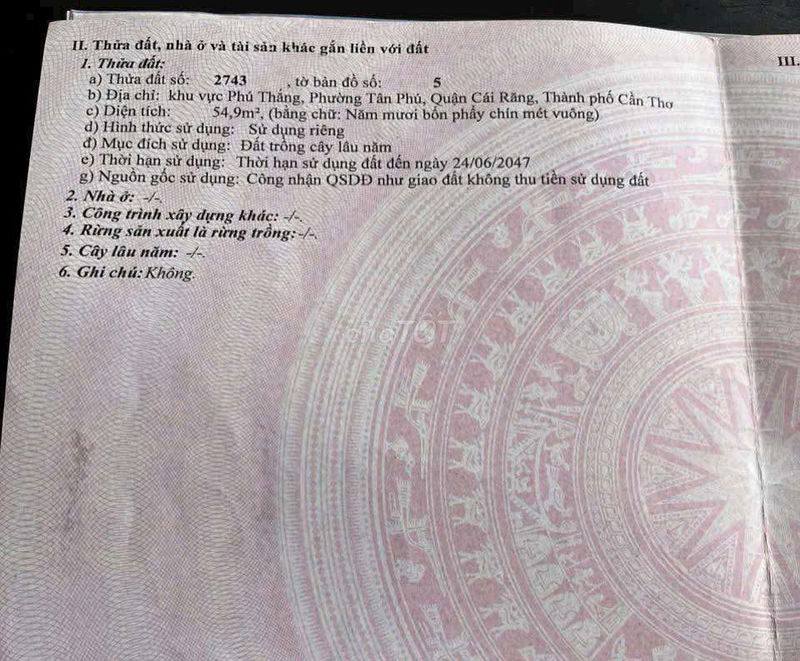 II. Thửa đất, nhà ở và tài sản khác gắn liền với đất
III.
1. Thửa đất:
a) Thửa đất số: 2743 , tờ bản đồ số: 5
b) Địa chỉ: khu vực Phú Thắng, Phường Tân Phú, Quận Cái Răng, Thành phố Cần Thơ
c) Diện tích: 54,9m², (bằng chữ: Năm mươi bốn phẩy chín mét vuông)
d) Hình thức sử dụng: Sử dụng riêng
đ) Mục đích sử dụng: Đất trồng cây lâu năm
e) Thời hạn sử dụng: Thời hạn sử dụng đất đến ngày 24/06/2047
g) Nguồn gốc sử dụng: Công nhận QSDĐ như giao đất không thu tiền sử dụng đất
2. Nhà ở: -/-.
3. Công trình xây dựng khác: -/-.
4. Rừng sản xuất là rừng trồng: -/-.
5. Cây lâu năm: -/-.
6. Ghi chú: Không.
chợTỐT